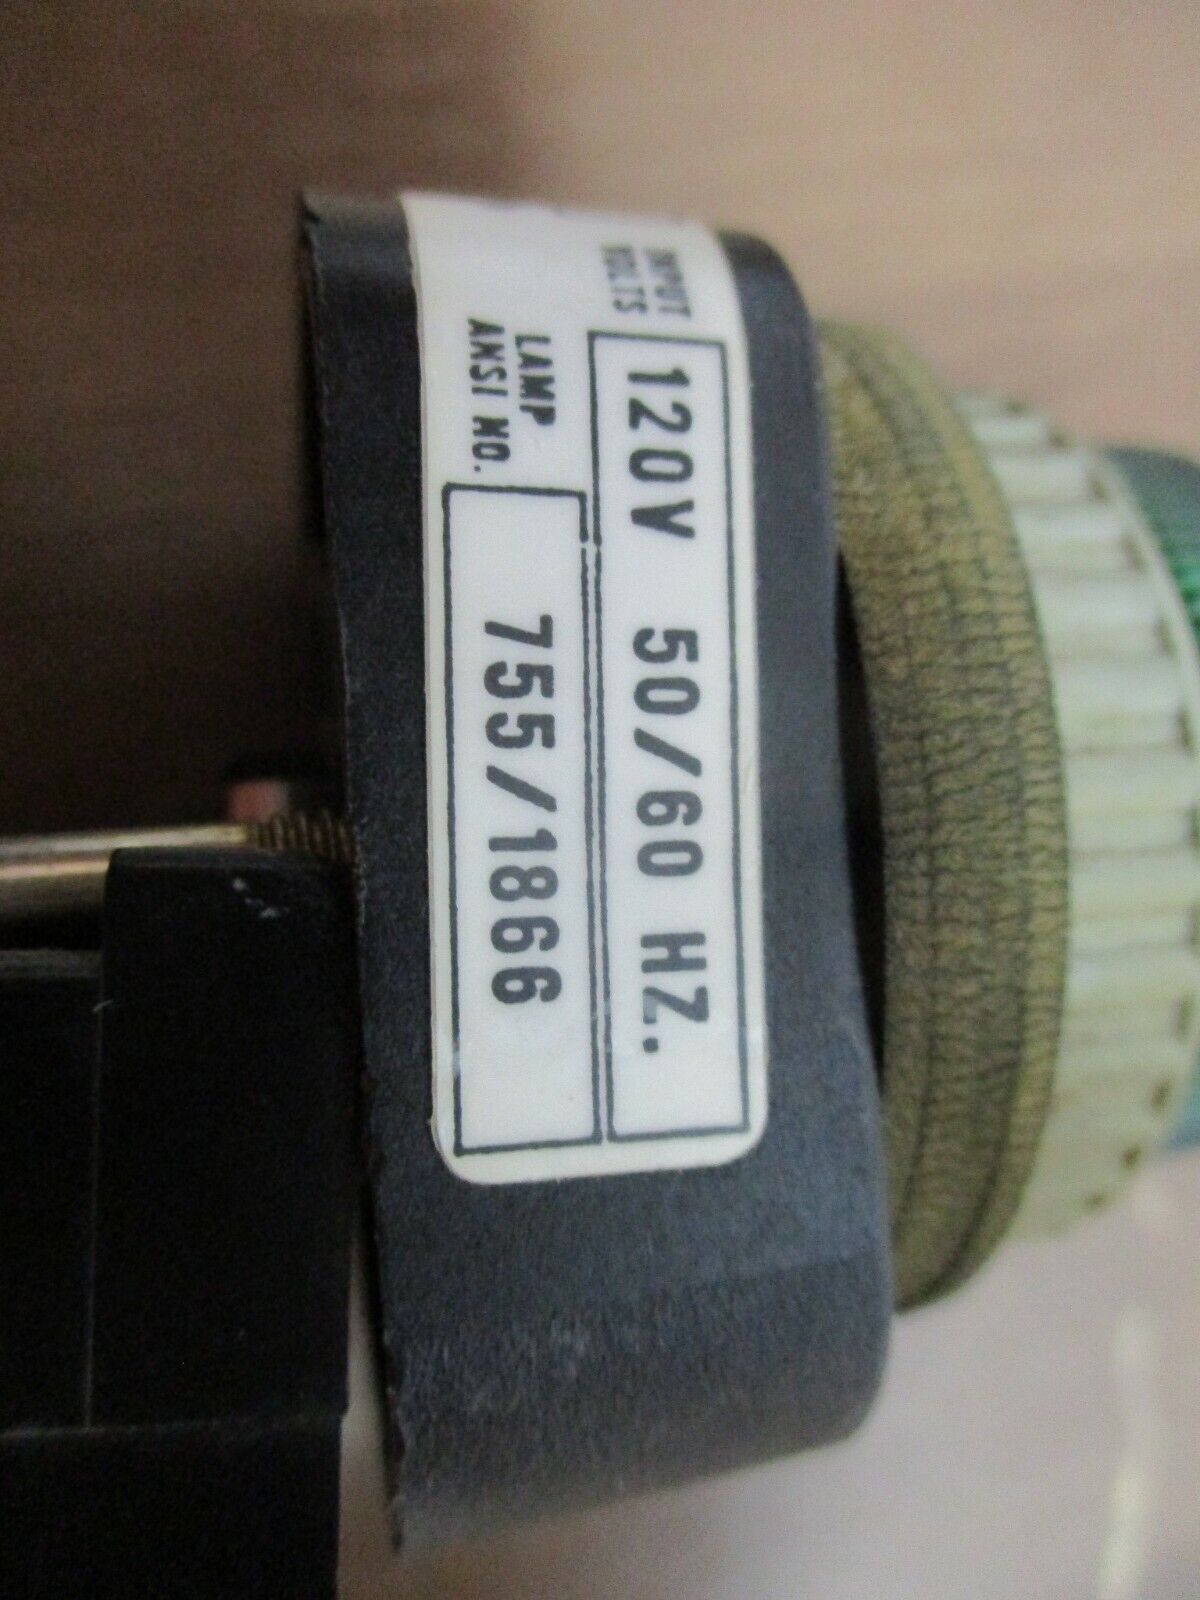 INPUT
VOLTS
120V 50/60 HZ.
LAMP
ANSI NO.
755/1866